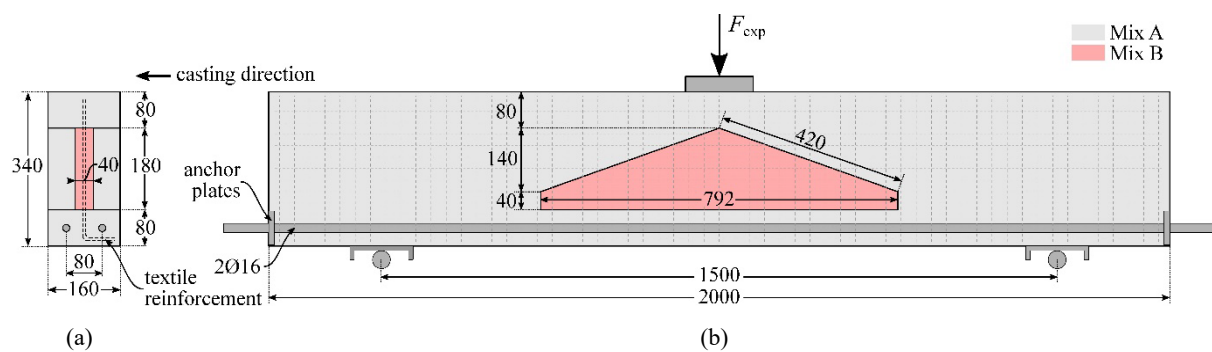 casting direction
80
340
40
180
80
80
160
textile
reinforcement
(a)
F_exp
Mix A
Mix B
80
140
40
420
792
anchor
plates
2Ø16
1500
2000
(b)